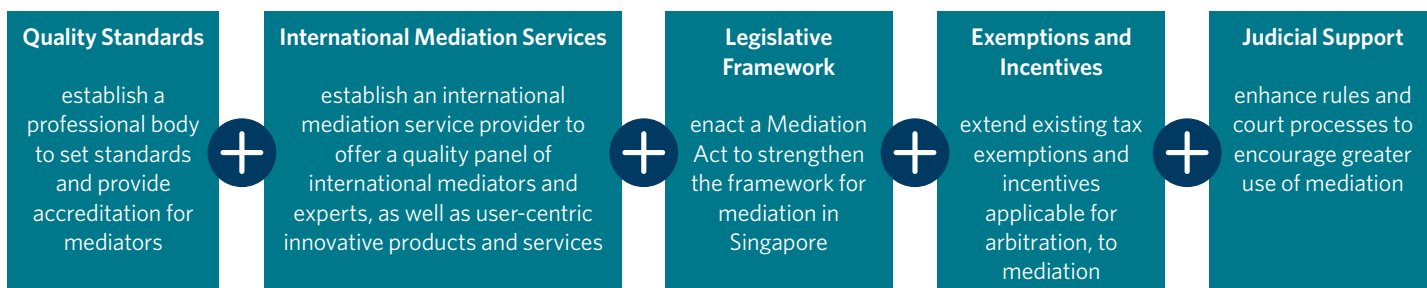 Quality Standards
establish a
professional body
to set standards
and provide
accreditation for
mediators
International Mediation Services
establish an international
mediation service provider to
offer a quality panel of
international mediators and
experts, as well as user-centric
innovative products and services
Legislative
Framework
enact a Mediation
Act to strengthen
the framework for
mediation in
Singapore
Exemptions and
Incentives
extend existing tax
exemptions and
incentives
applicable for
arbitration, to
mediation
Judicial Support
enhance rules and
court processes to
encourage greater
use of mediation